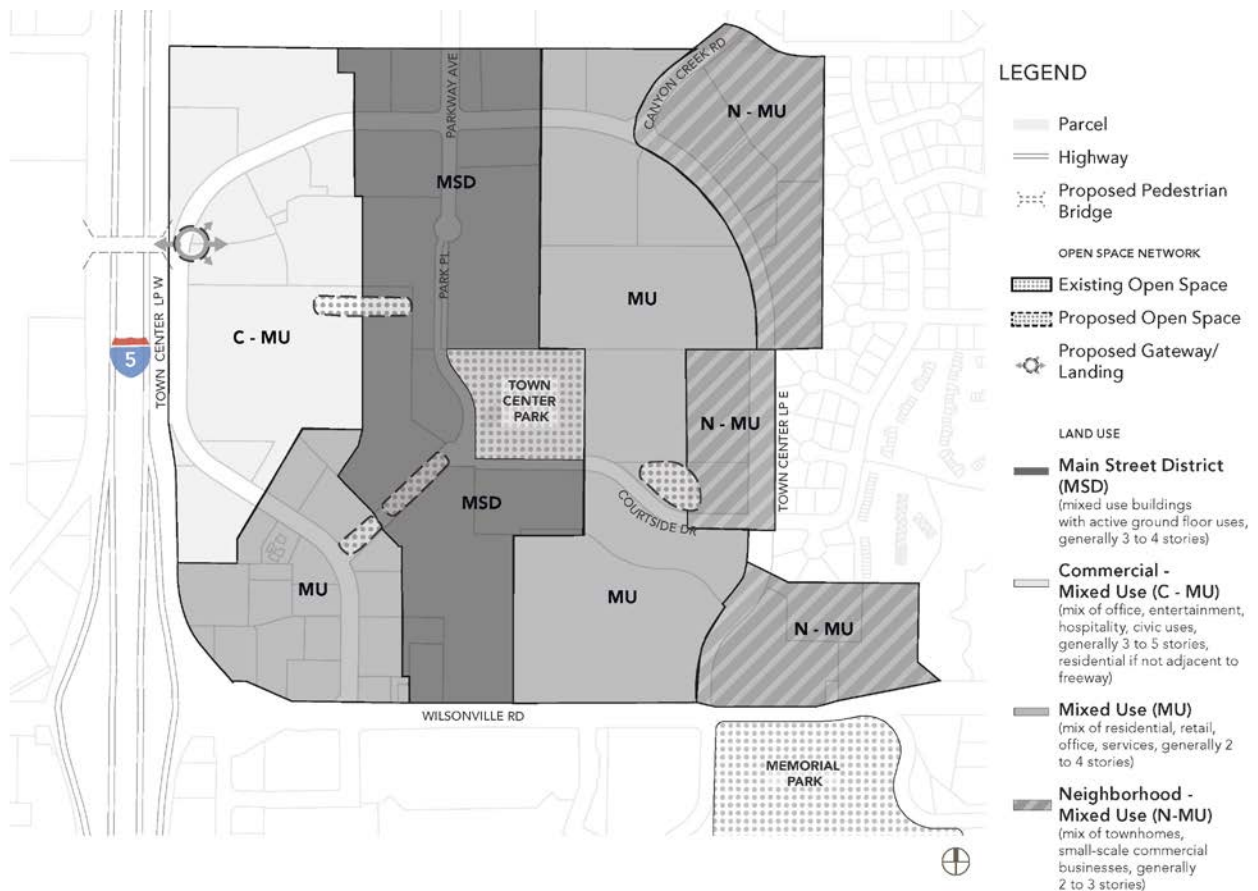 CANYON CREEK RD
PARKWAY AVE
N - MU
MSD
PARK PL
TOWN CENTER LP W
MU
C - MU
5
TOWN
CENTER
PARK
N - MU
TOWN CENTER LP E
MSD
COURTSIDE DR
MU
MU
N - MU
WILSONVILLE RD
MEMORIAL
PARK
LEGEND
Parcel
Highway
Proposed Pedestrian
Bridge
OPEN SPACE NETWORK
Existing Open Space
Proposed Open Space
Proposed Gateway/
Landing
LAND USE
Main Street District
(MSD)
(mixed use buildings
with active ground floor uses,
generally 3 to 4 stories)
Commercial -
Mixed Use (C - MU)
(mix of office, entertainment,
hospitality, civic uses,
generally 3 to 5 stories,
residential if not adjacent to
freeway)
Mixed Use (MU)
(mix of residential, retail,
office, services, generally 2
to 4 stories)
Neighborhood -
Mixed Use (N-MU)
(mix of townhomes,
small-scale commercial
businesses, generally
2 to 3 stories)